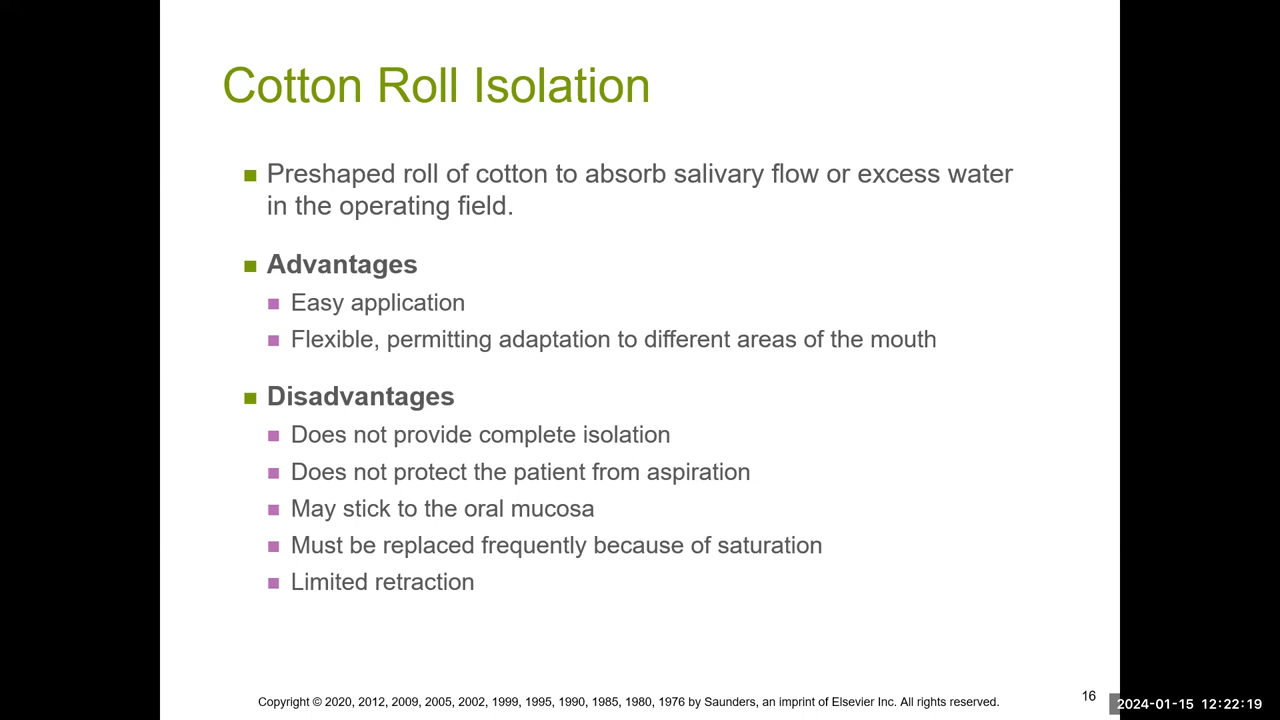 Cotton Roll Isolation
Preshaped roll of cotton to absorb salivary flow or excess water
in the operating field.
Advantages
Easy application
Flexible, permitting adaptation to different areas of the mouth
Disadvantages
Does not provide complete isolation
Does not protect the patient from aspiration
May stick to the oral mucosa
Must be replaced frequently because of saturation
Limited retraction
Copyright © 2020, 2012, 2009, 2005, 2002, 1999, 1995, 1990, 1985, 1980, 1976 by Saunders, an imprint of Elsevier Inc. All rights reserved.
16
2024-01-15 12:22:19